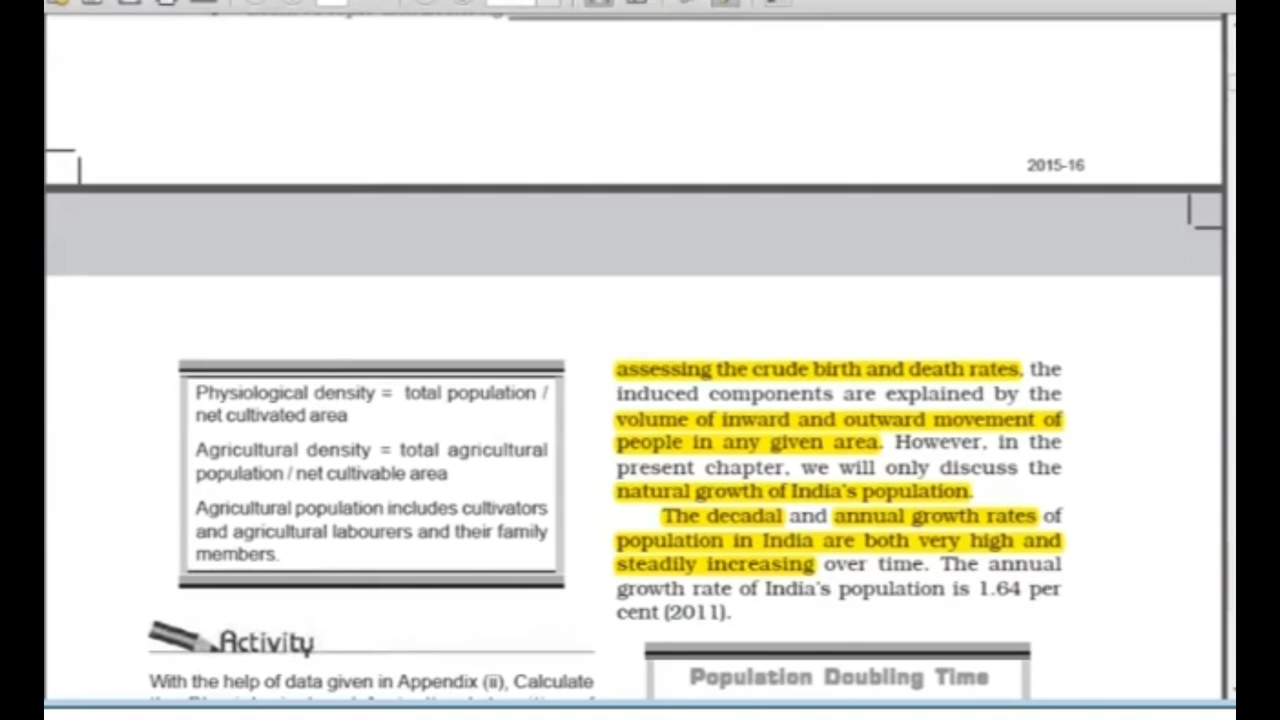 2015-16
Physiological density = total population /
net cultivated area
Agricultural density = total agricultural
population / net cultivable area
Agricultural population includes cultivators
and agricultural labourers and their family
members.
Activity
With the help of data given in Appendix (ii), Calculate
assessing the crude birth and death rates, the
induced components are explained by the
volume of inward and outward movement of
people in any given area. However, in the
present chapter, we will only discuss the
natural growth of India's population.
The decadal and annual growth rates of
population in India are both very high and
steadily increasing over time. The annual
growth rate of India's population is 1.64 per
cent (2011).
Population Doubling Time